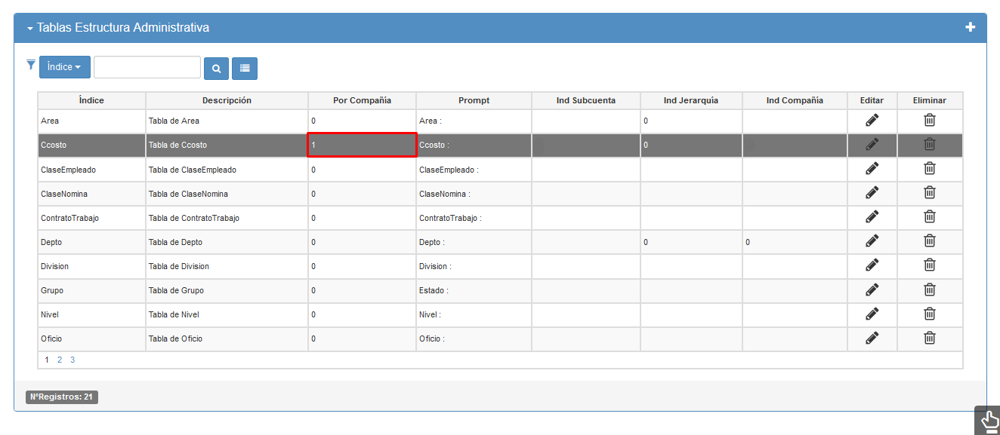 Tablas Estructura Administrativa
Índice
Índice Descripción Por Compañía Prompt Ind Subcuenta Ind Jerarquía Ind Compañía Editar Eliminar
Area Tabla de Area 0 Area : 0
Ccosto Tabla de Ccosto 1 Ccosto : 0
ClaseEmpleado Tabla de ClaseEmpleado 0 ClaseEmpleado :
ClaseNomina Tabla de ClaseNomina 0 ClaseNomina :
ContratoTrabajo Tabla de ContratoTrabajo 0 ContratoTrabajo :
Depto Tabla de Depto 0 Depto : 0 0
Division Tabla de Division 0 Division :
Grupo Tabla de Grupo 0 Estado :
Nivel Tabla de Nivel 0 Nivel :
Oficio Tabla de Oficio 0 Oficio :
1 2 3
N°Registros: 21